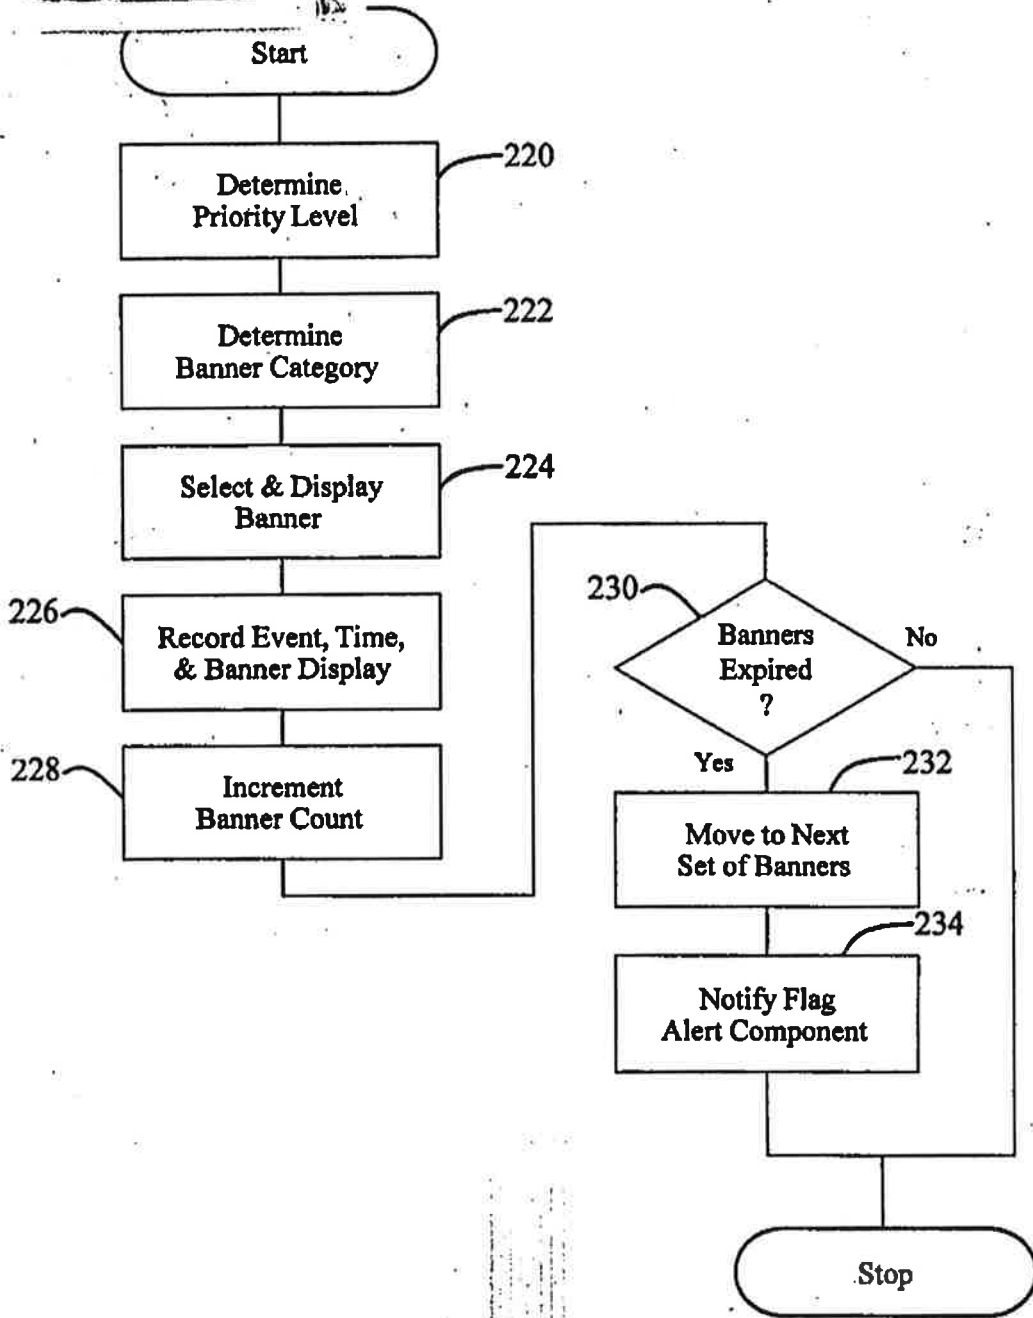 Start
220
Determine
Priority Level
222
Determine
Banner Category
224
Select & Display
Banner
226
Record Event, Time,
& Banner Display
228
Increment
Banner Count
230
Banners
Expired
?
No
Yes
232
Move to Next
Set of Banners
234
Notify Flag
Alert Component
Stop